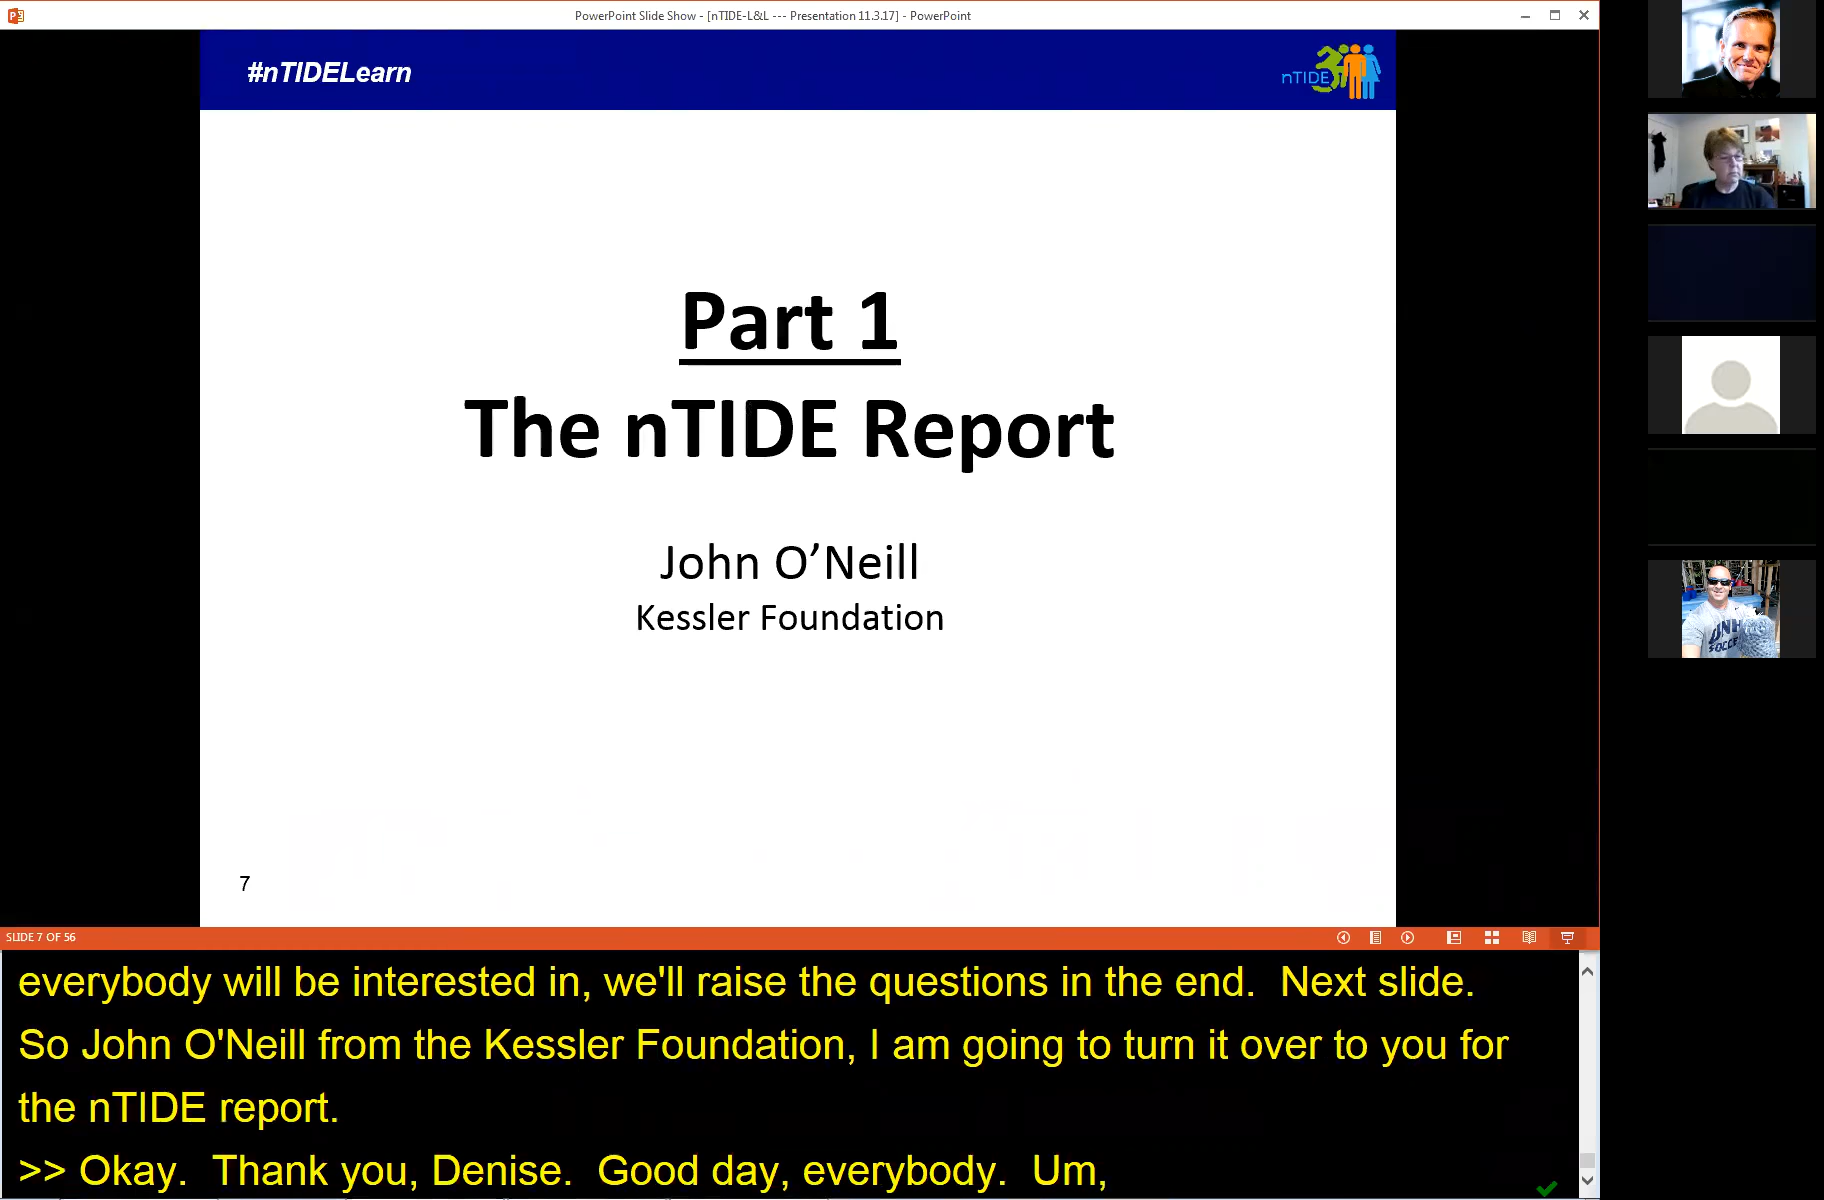 PowerPoint Slide Show - [nTIDE-L&L --- Presentation 11.3.17] - PowerPoint
#nTIDELearn
nTIDE
Part 1
The nTIDE Report
John O’Neill
Kessler Foundation
7
SLIDE 7 OF 56
everybody will be interested in, we'll raise the questions in the end.  Next slide.
So John O'Neill from the Kessler Foundation, I am going to turn it over to you for
the nTIDE report.
>> Okay.  Thank you, Denise.  Good day, everybody.  Um,
UNH
SOCCER